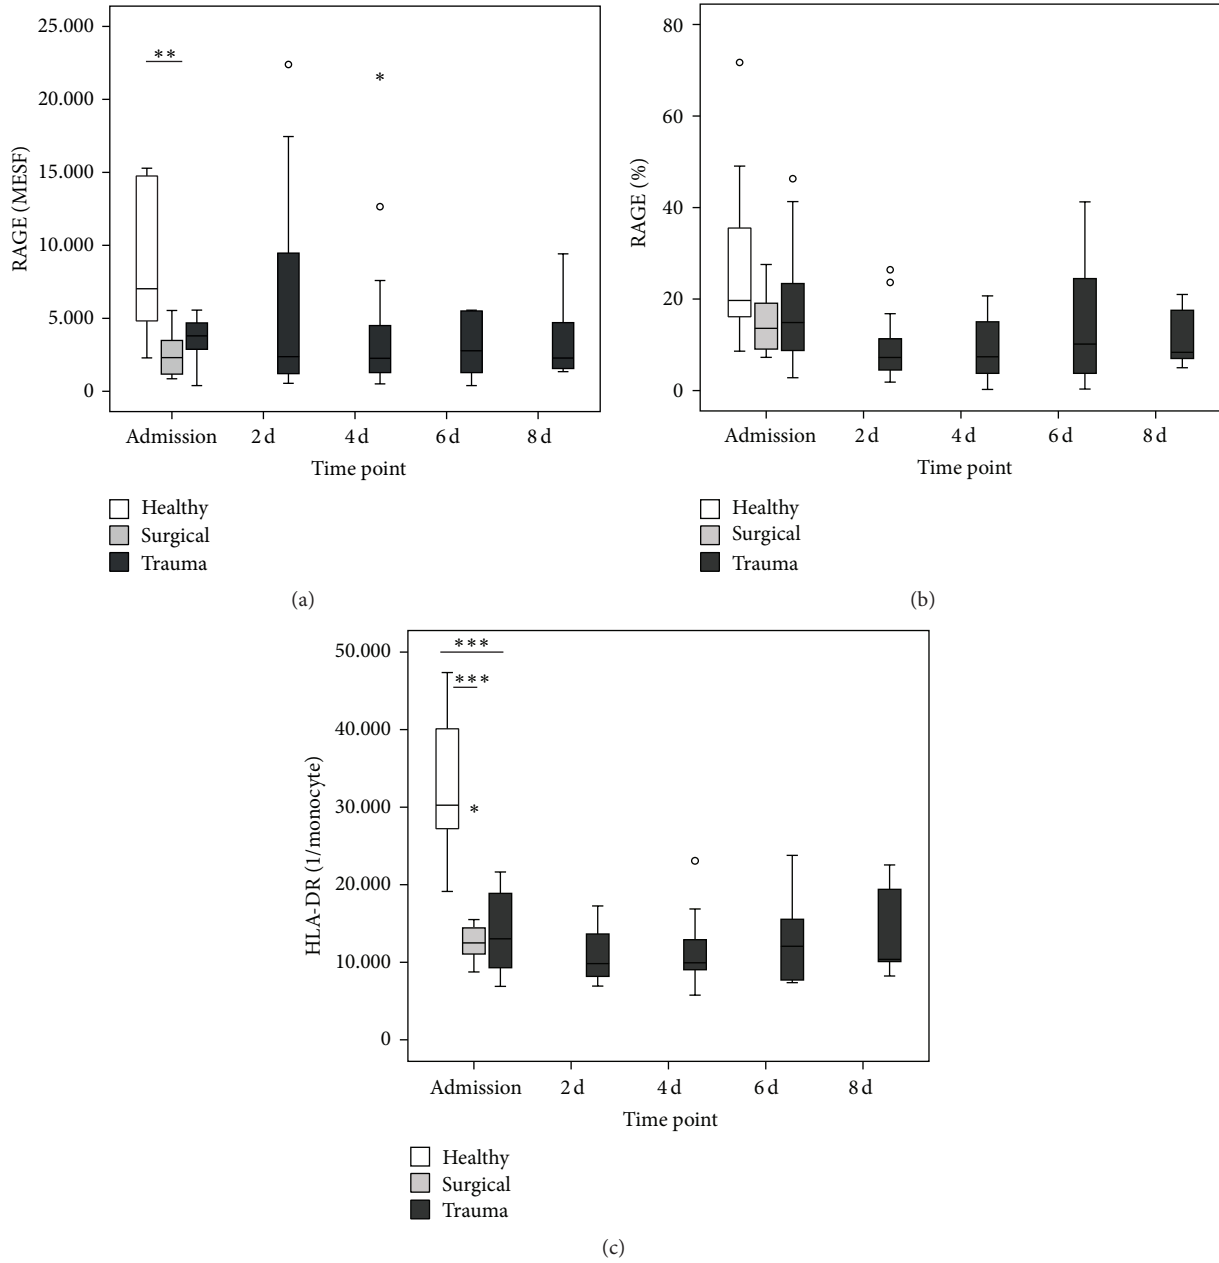 25.000
20.000
15.000
10.000
5.000
0
RAGE (MESF)
**
*
Admission 2 d 4 d 6 d 8 d
Time point
Healthy
Surgical
Trauma
(a)
80
60
40
20
0
RAGE (%)
Admission 2 d 4 d 6 d 8 d
Time point
Healthy
Surgical
Trauma
(b)
50.000
40.000
30.000
20.000
10.000
0
HLA-DR (1/monocyte)
***
***
*
Admission 2 d 4 d 6 d 8 d
Time point
Healthy
Surgical
Trauma
(c)